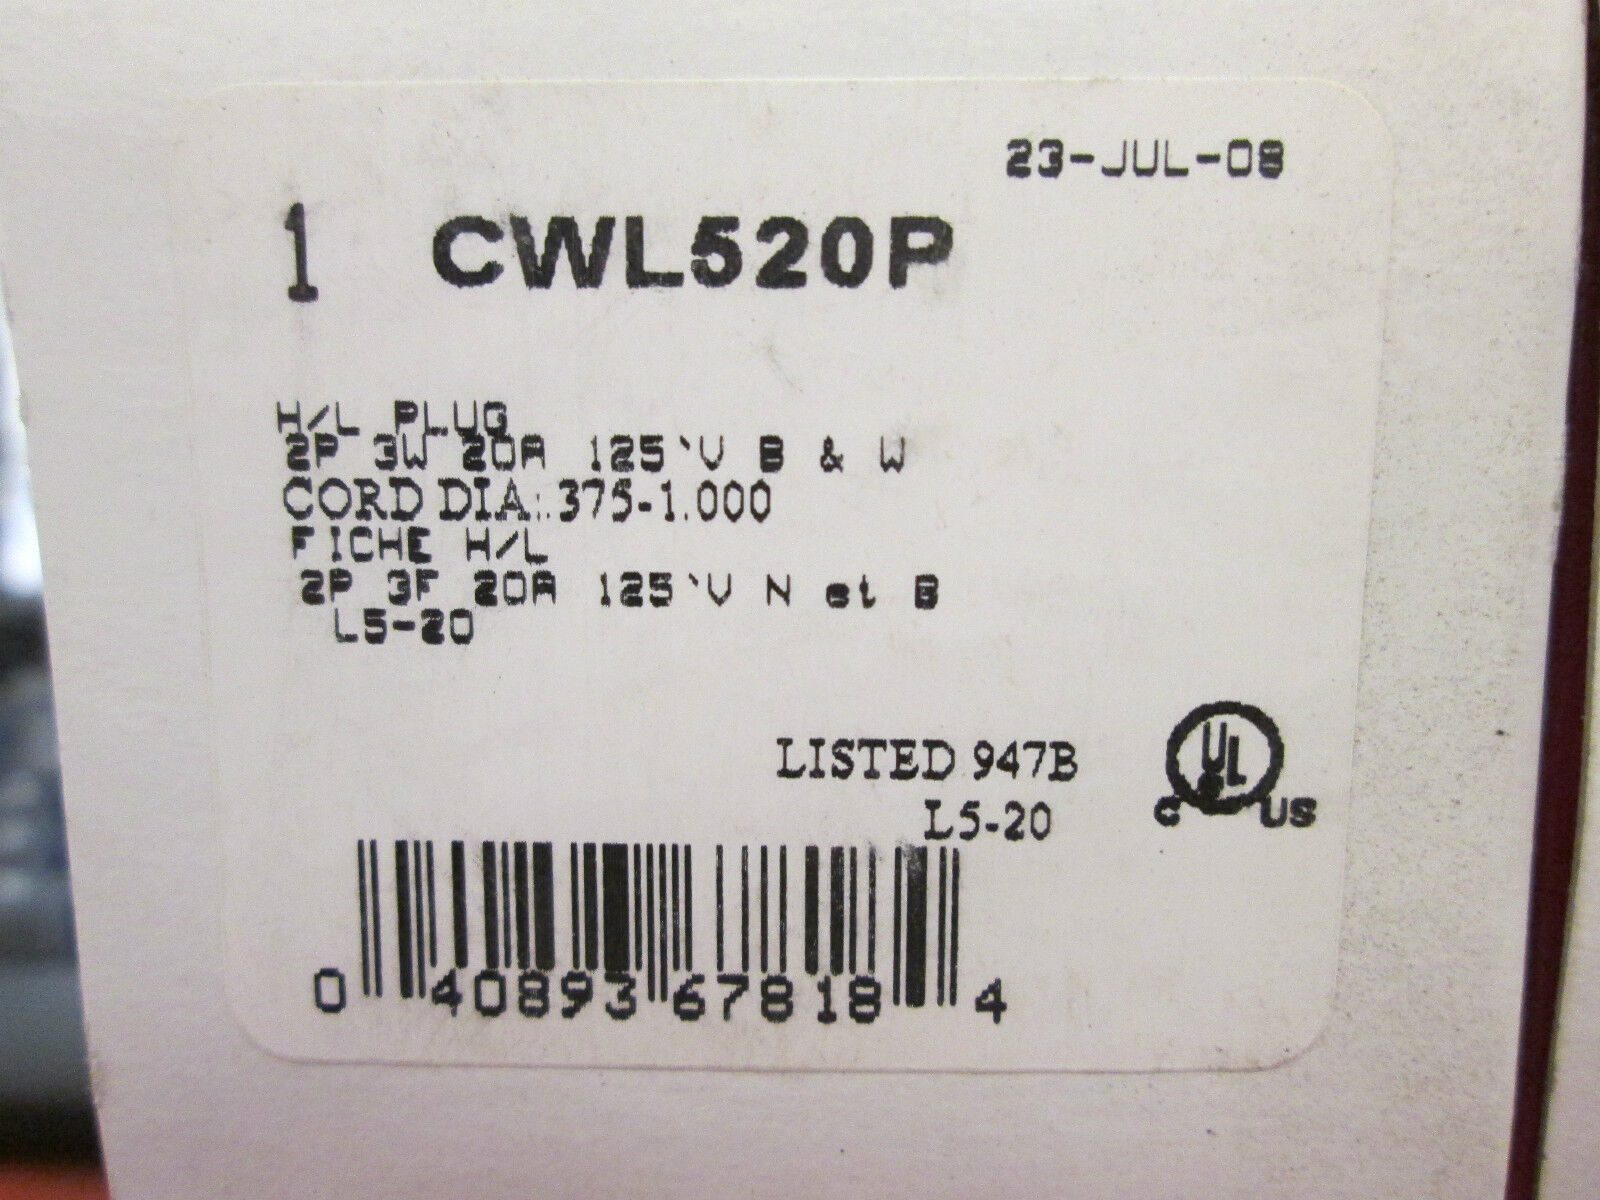 23-JUL-08
1 CWL520P
H/L PLUG
2P 3W 20A 125`V B & W
CORD DIA:.375-1.000
FICHE H/L
2P 3F 20A 125`V N et B
L5-20
LISTED 947B
L5-20
UL
C US
0 40893 67818 4